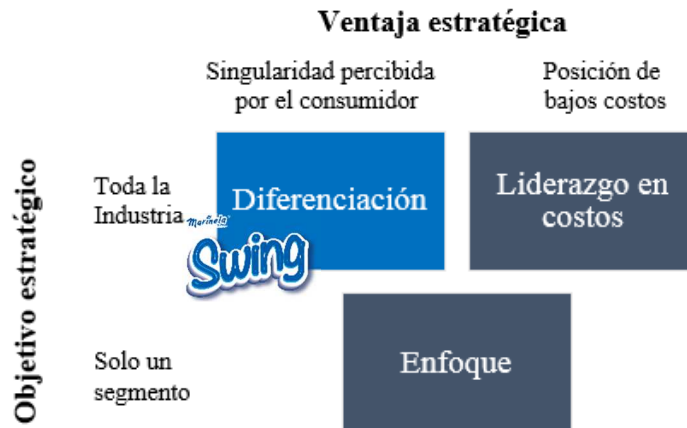 Ventaja estratégica
Singularidad percibida
por el consumidor
Posición de
bajos costos
Objetivo estratégico
Toda la
Industria
Diferenciación
Liderazgo en
costos
Marinela
Swing
Solo un
segmento
Enfoque